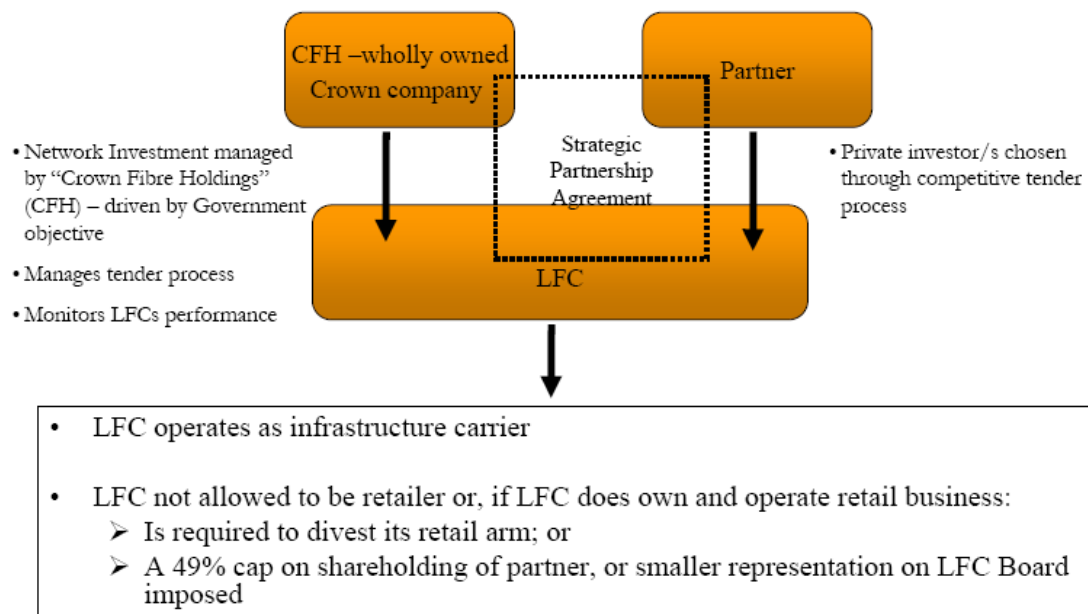 CFH –wholly owned
Crown company
Partner
Strategic
Partnership
Agreement
• Network Investment managed
by “Crown Fibre Holdings”
(CFH) – driven by Government
objective
• Manages tender process
• Monitors LFCs performance
• Private investor/s chosen
through competitive tender
process
LFC
• LFC operates as infrastructure carrier
• LFC not allowed to be retailer or, if LFC does own and operate retail business:
➢ Is required to divest its retail arm; or
➢ A 49% cap on shareholding of partner, or smaller representation on LFC Board
imposed